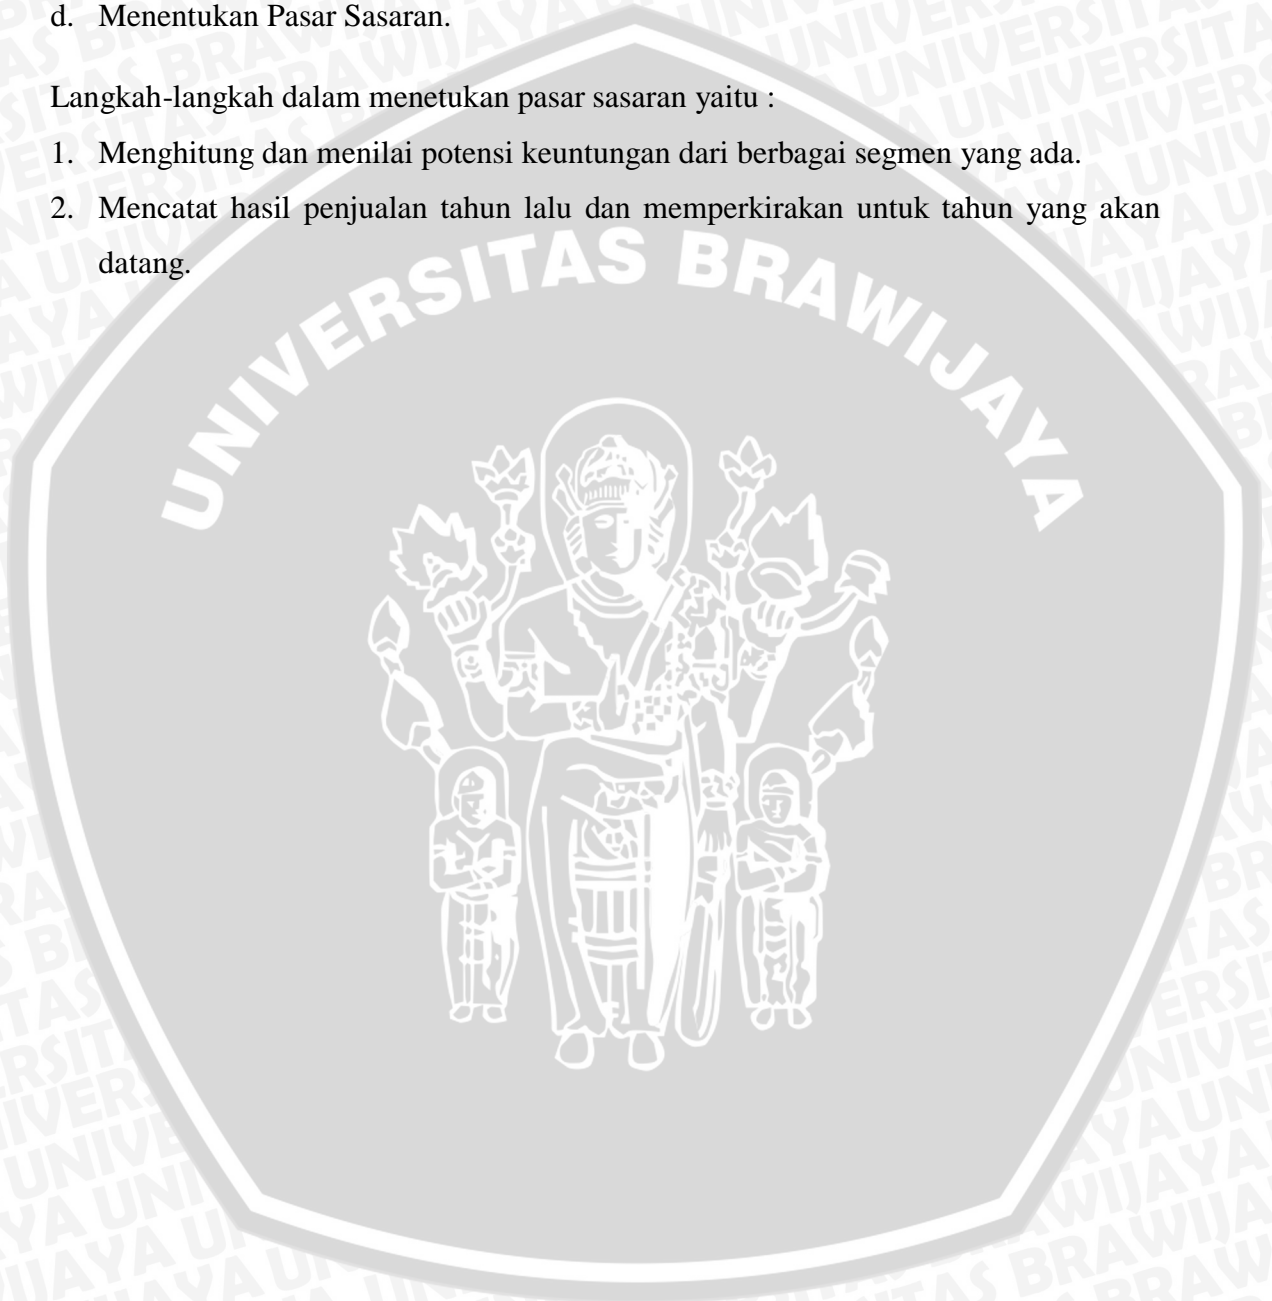 d. Menentukan Pasar Sasaran.
Langkah-langkah dalam menetukan pasar sasaran yaitu :
1. Menghitung dan menilai potensi keuntungan dari berbagai segmen yang ada.
2. Mencatat hasil penjualan tahun lalu dan memperkirakan untuk tahun yang akan
datang.
UNIVERSITAS BRAWIJAYA